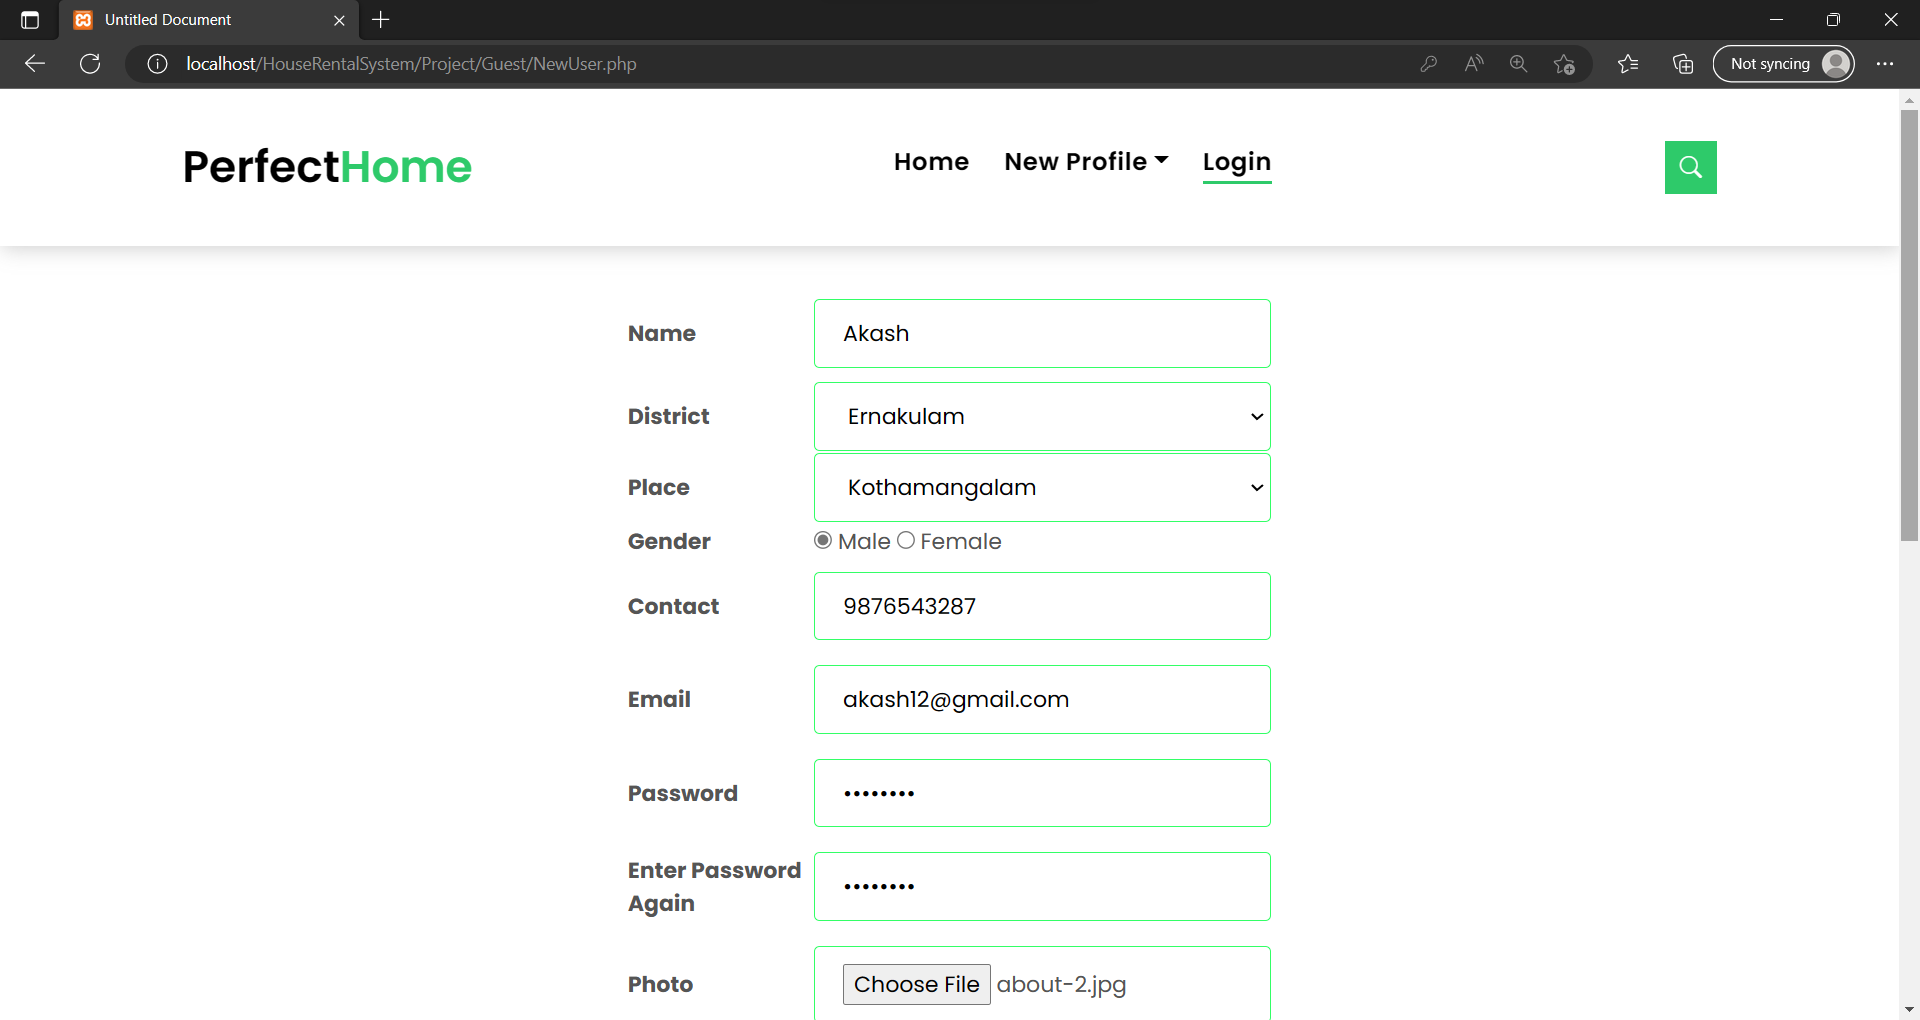 Untitled Document
localhost/HouseRentalSystem/Project/Guest/NewUser.php
Not syncing
PerfectHome
Home New Profile Login
Name Akash
District Ernakulam
Place Kothamangalam
Gender Male Female
Contact 9876543287
Email akash12@gmail.com
Password ••••••••
Enter Password
Again ••••••••
Photo Choose File about-2.jpg